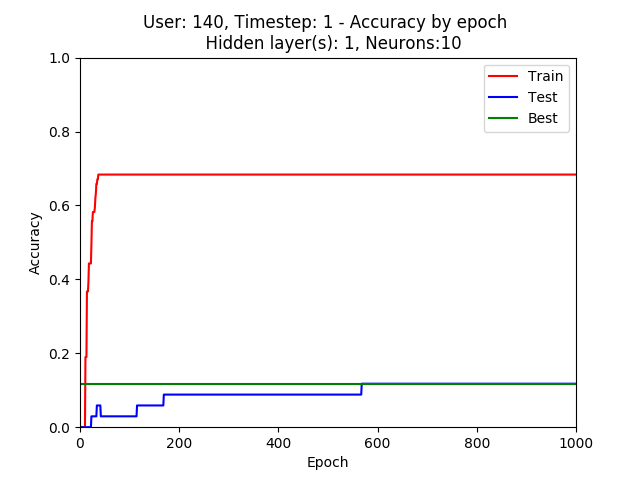 User: 140, Timestep: 1 - Accuracy by epoch
Hidden layer(s): 1, Neurons:10
1.0
0.8
0.6
0.4
0.2
0.0
Accuracy
Train
Test
Best
0 200 400 600 800 1000
Epoch